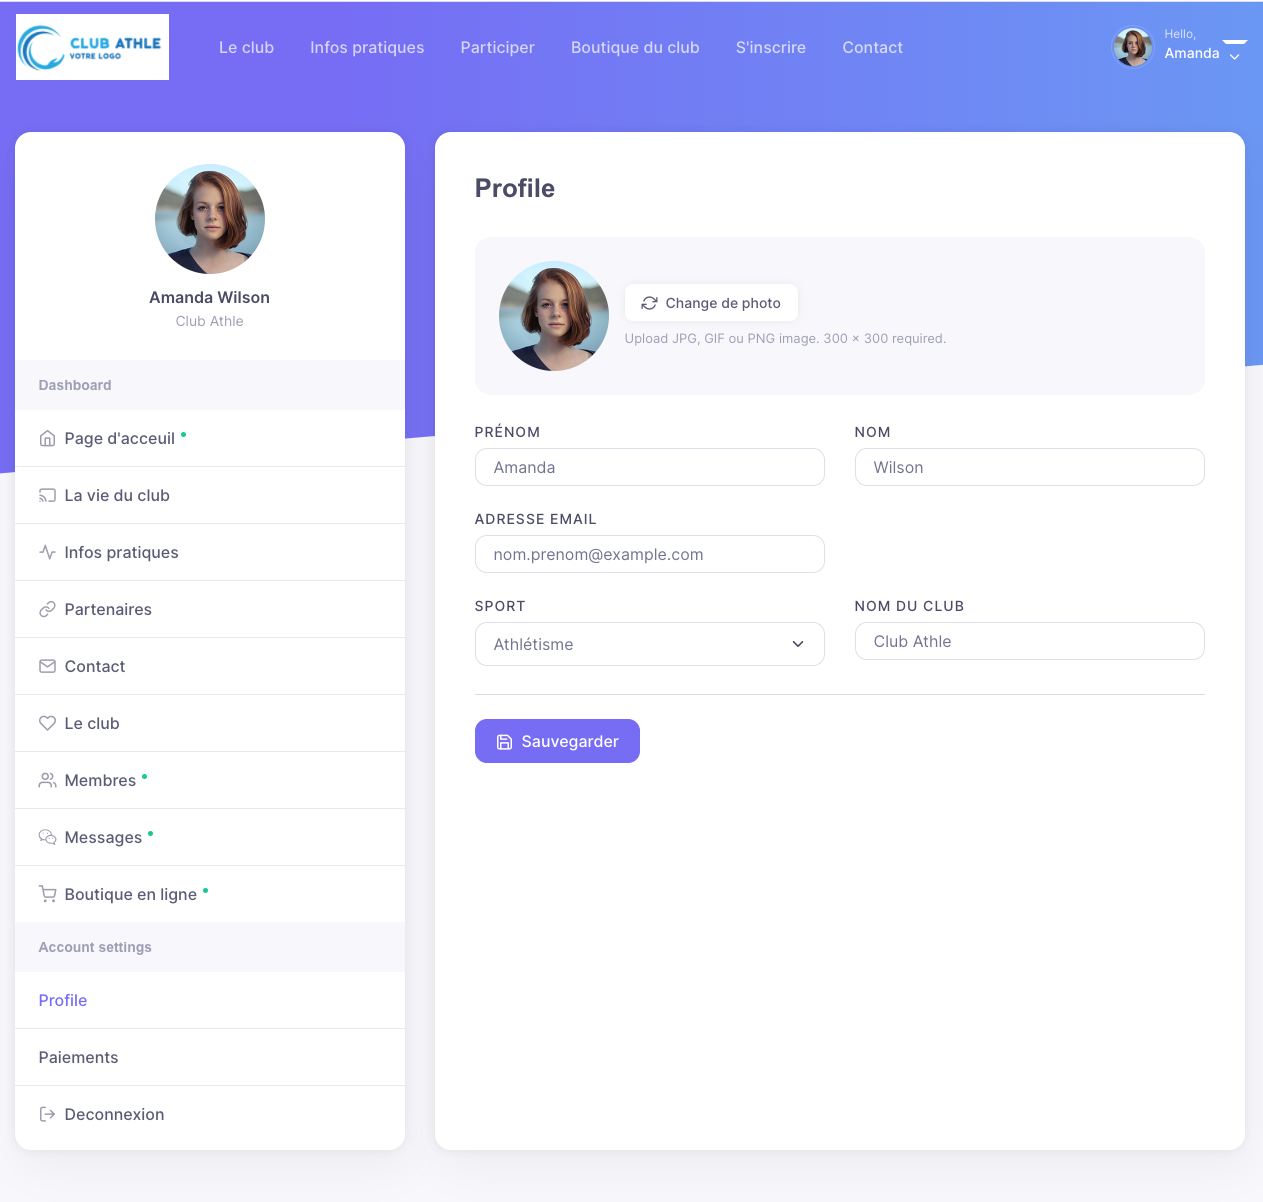 CLUB ATHLE
VOTRE LOGO
Le club
Infos pratiques
Participer
Boutique du club
S'inscrire
Contact
Hello,
Amanda
Amanda Wilson
Club Athle
Dashboard
Page d'acceuil
La vie du club
Infos pratiques
Partenaires
Contact
Le club
Membres
Messages
Boutique en ligne
Account settings
Profile
Paiements
Deconnexion
Profile
Change de photo
Upload JPG, GIF ou PNG image. 300 × 300 required.
PRÉNOM
Amanda
NOM
Wilson
ADRESSE EMAIL
nom.prenom@example.com
SPORT
Athlétisme
NOM DU CLUB
Club Athle
Sauvegarder